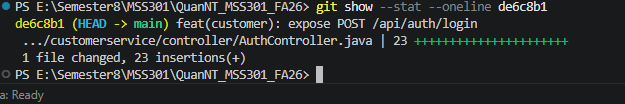 PS E:\Semester8\MSS301\QuanNT_MSS301_FA26> git show --stat --oneline de6c8b1
de6c8b1 (HEAD -> main) feat(customer): expose POST /api/auth/login
.../customerservice/controller/AuthController.java | 23 +++++++++++++++++++++++
1 file changed, 23 insertions(+)
PS E:\Semester8\MSS301\QuanNT_MSS301_FA26>
a: Ready